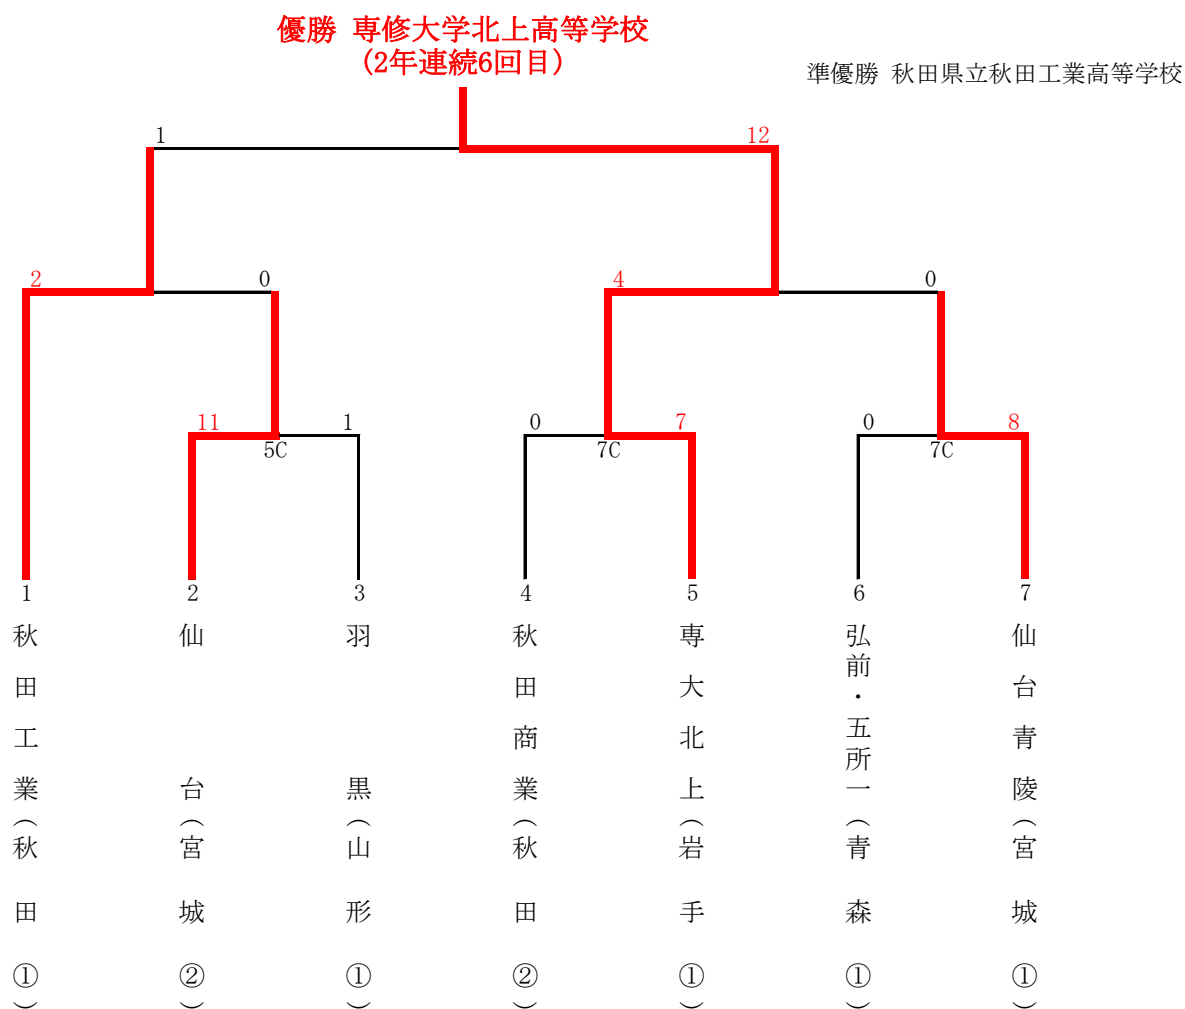 優勝 専修大学北上高等学校
(2年連続6回目)
準優勝 秋田県立秋田工業高等学校
1
12
2
0
4
0
11
1
0
7
0
8
5C
7C
7C
1
2
3
4
5
6
7
秋田工業(秋田①)
仙台(宮城②)
羽黒(山形①)
秋田商業(秋田②)
専大北上(岩手①)
弘前・五所一(青森①)
仙台青陵(宮城①)